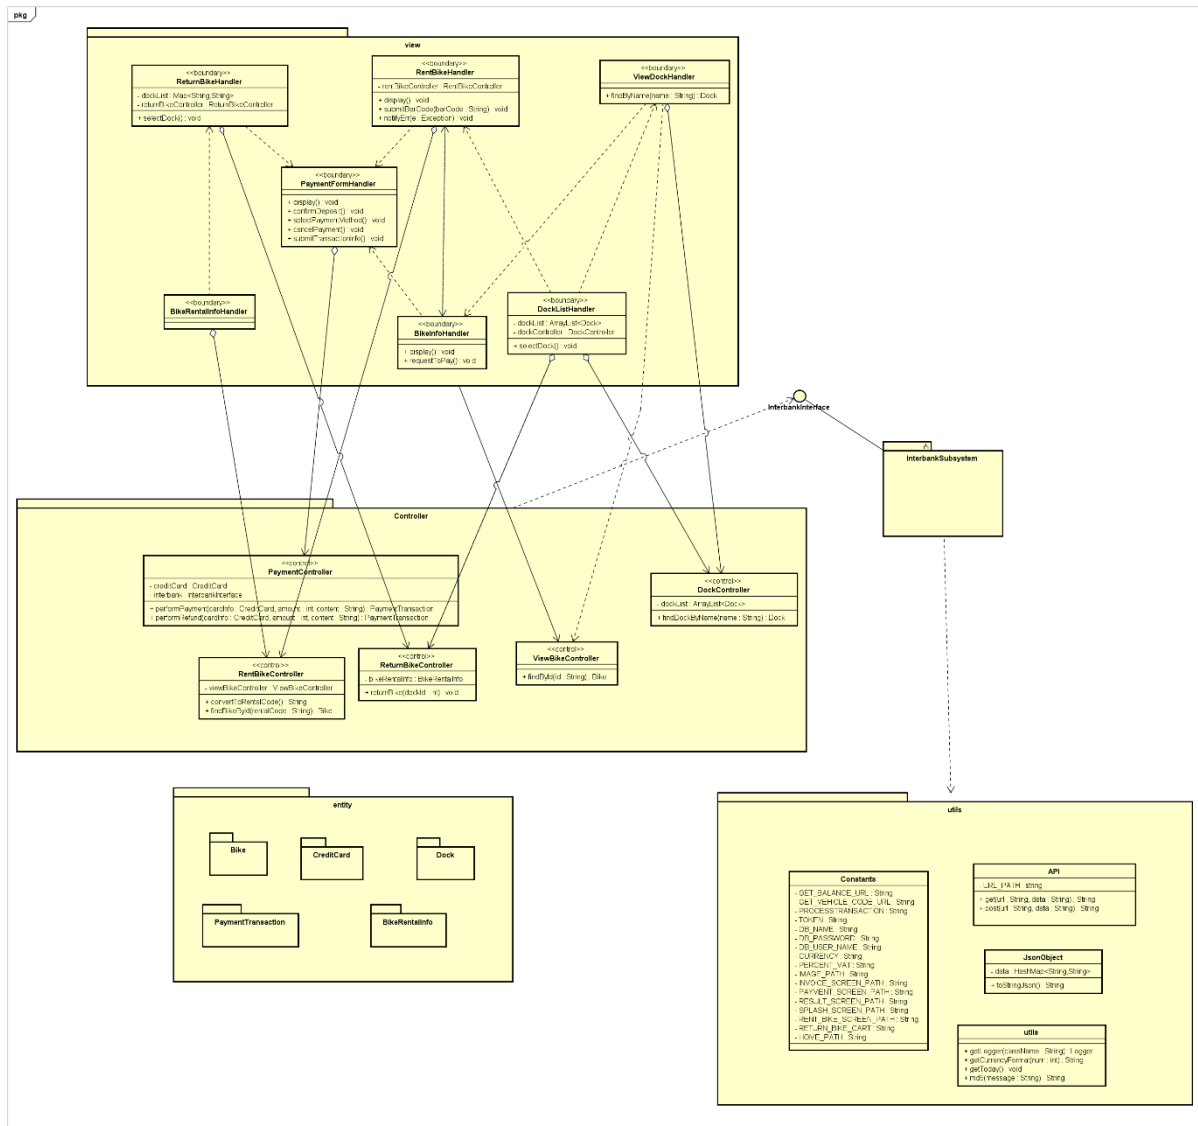 pkg
view
<<boundary>>
ReturnBikeHandler
- dockList : Map<String,String>
- returnBikeController : ReturnBikeController
+ selectDock() : void
<<boundary>>
RentBikeHandler
- rentBikeController : RentBikeController
+ display() : void
+ submitBarCode(barCode : String) : void
+ notifyErr(e : Exception) : void
<<boundary>>
ViewDockHandler
+ findByName(name : String) : Dock
<<boundary>>
PaymentFormHandler
+ display() : void
+ confirmDeposit() : void
+ selectPaymentMethod() : void
+ cancelPayment() : void
+ submitTransactionInfo() : void
<<boundary>>
BikeRentalInfoHandler
<<boundary>>
BikeInfoHandler
+ display() : void
+ requestToPay() : void
<<boundary>>
DockListHandler
- dockList : ArrayList<Dock>
- dockController : DockController
+ selectDock() : void
InterbankInterface
InterbankSubsystem
Controller
<<control>>
PaymentController
- creditCard : CreditCard
- interbank : InterbankInterface
+ performPayment(cardInfo : CreditCard, amount : int, content : String) : PaymentTransaction
+ performRefund(cardInfo : CreditCard, amount : int, content : String) : PaymentTransaction
<<control>>
DockController
- dockList : ArrayList<Dock>
+ findDockByName(name : String) : Dock
<<control>>
RentBikeController
- viewBikeController : ViewBikeController
+ convertToRentalCode() : String
+ findBikeById(rentalCode : String) : Bike
<<control>>
ReturnBikeController
- bikeRentalInfo : BikeRentalInfo
+ returnBike(dockId : int) : void
<<control>>
ViewBikeController
+ findById(id : String) : Bike
entity
Bike
CreditCard
Dock
PaymentTransaction
BikeRentalInfo
utils
Constants
- GET_BALANCE_URL : String
- GET_VEHICLE_CODE_URL : String
- PROCESSTRANSACTION : String
- TOKEN : String
- DB_NAME : String
- DB_PASSWORD : String
- DB_USER_NAME : String
- CURRENCY : String
- PERCENT_VAT : String
- IMAGE_PATH : String
- INVOICE_SCREEN_PATH : String
- PAYMENT_SCREEN_PATH : String
- RESULT_SCREEN_PATH : String
- SPLASH_SCREEN_PATH : String
- RENT_BIKE_SCREEN_PATH : String
- RETURN_BIKE_CART : String
- HOME_PATH : String
API
- URL_PATH : string
+ get(url : String, data : String) : String
+ post(url : String, data : String) : String
JsonObject
- data : HashMap<String,String>
+ toStringJson() : String
utils
+ getLogger(className : String) : Logger
+ getCurrencyFormat(num : int) : String
+ getToday() : void
+ md5(message : String) : String